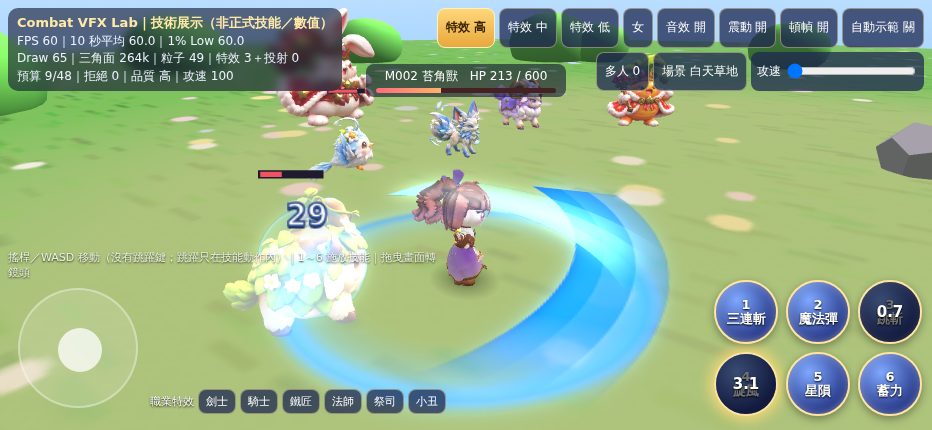 Combat VFX Lab｜技術展示（非正式技能／數值）
FPS 60｜10 秒平均 60.0｜1% Low 60.0
Draw 65｜三角面 264k｜粒子 49｜特效 3＋投射 0
預算 9/48｜拒絕 0｜品質 高｜攻速 100
特效 高
特效 中
特效 低
女
音效 開
震動 開
頓幀 開
自動示範 關
多人 0
場景 白天草地
攻速
M002 苔角獸 HP 213 / 600
29
搖桿／WASD 移動（沒有跳躍鍵；跳躍只在技能動作內）｜1～6 施放技能｜拖曳畫面轉
鏡頭
1
三連斬
2
魔法彈
3
0.7
4
3.1
旋風
5
星隕
6
蓄力
職業特效
劍士
騎士
鐵匠
法師
祭司
小丑